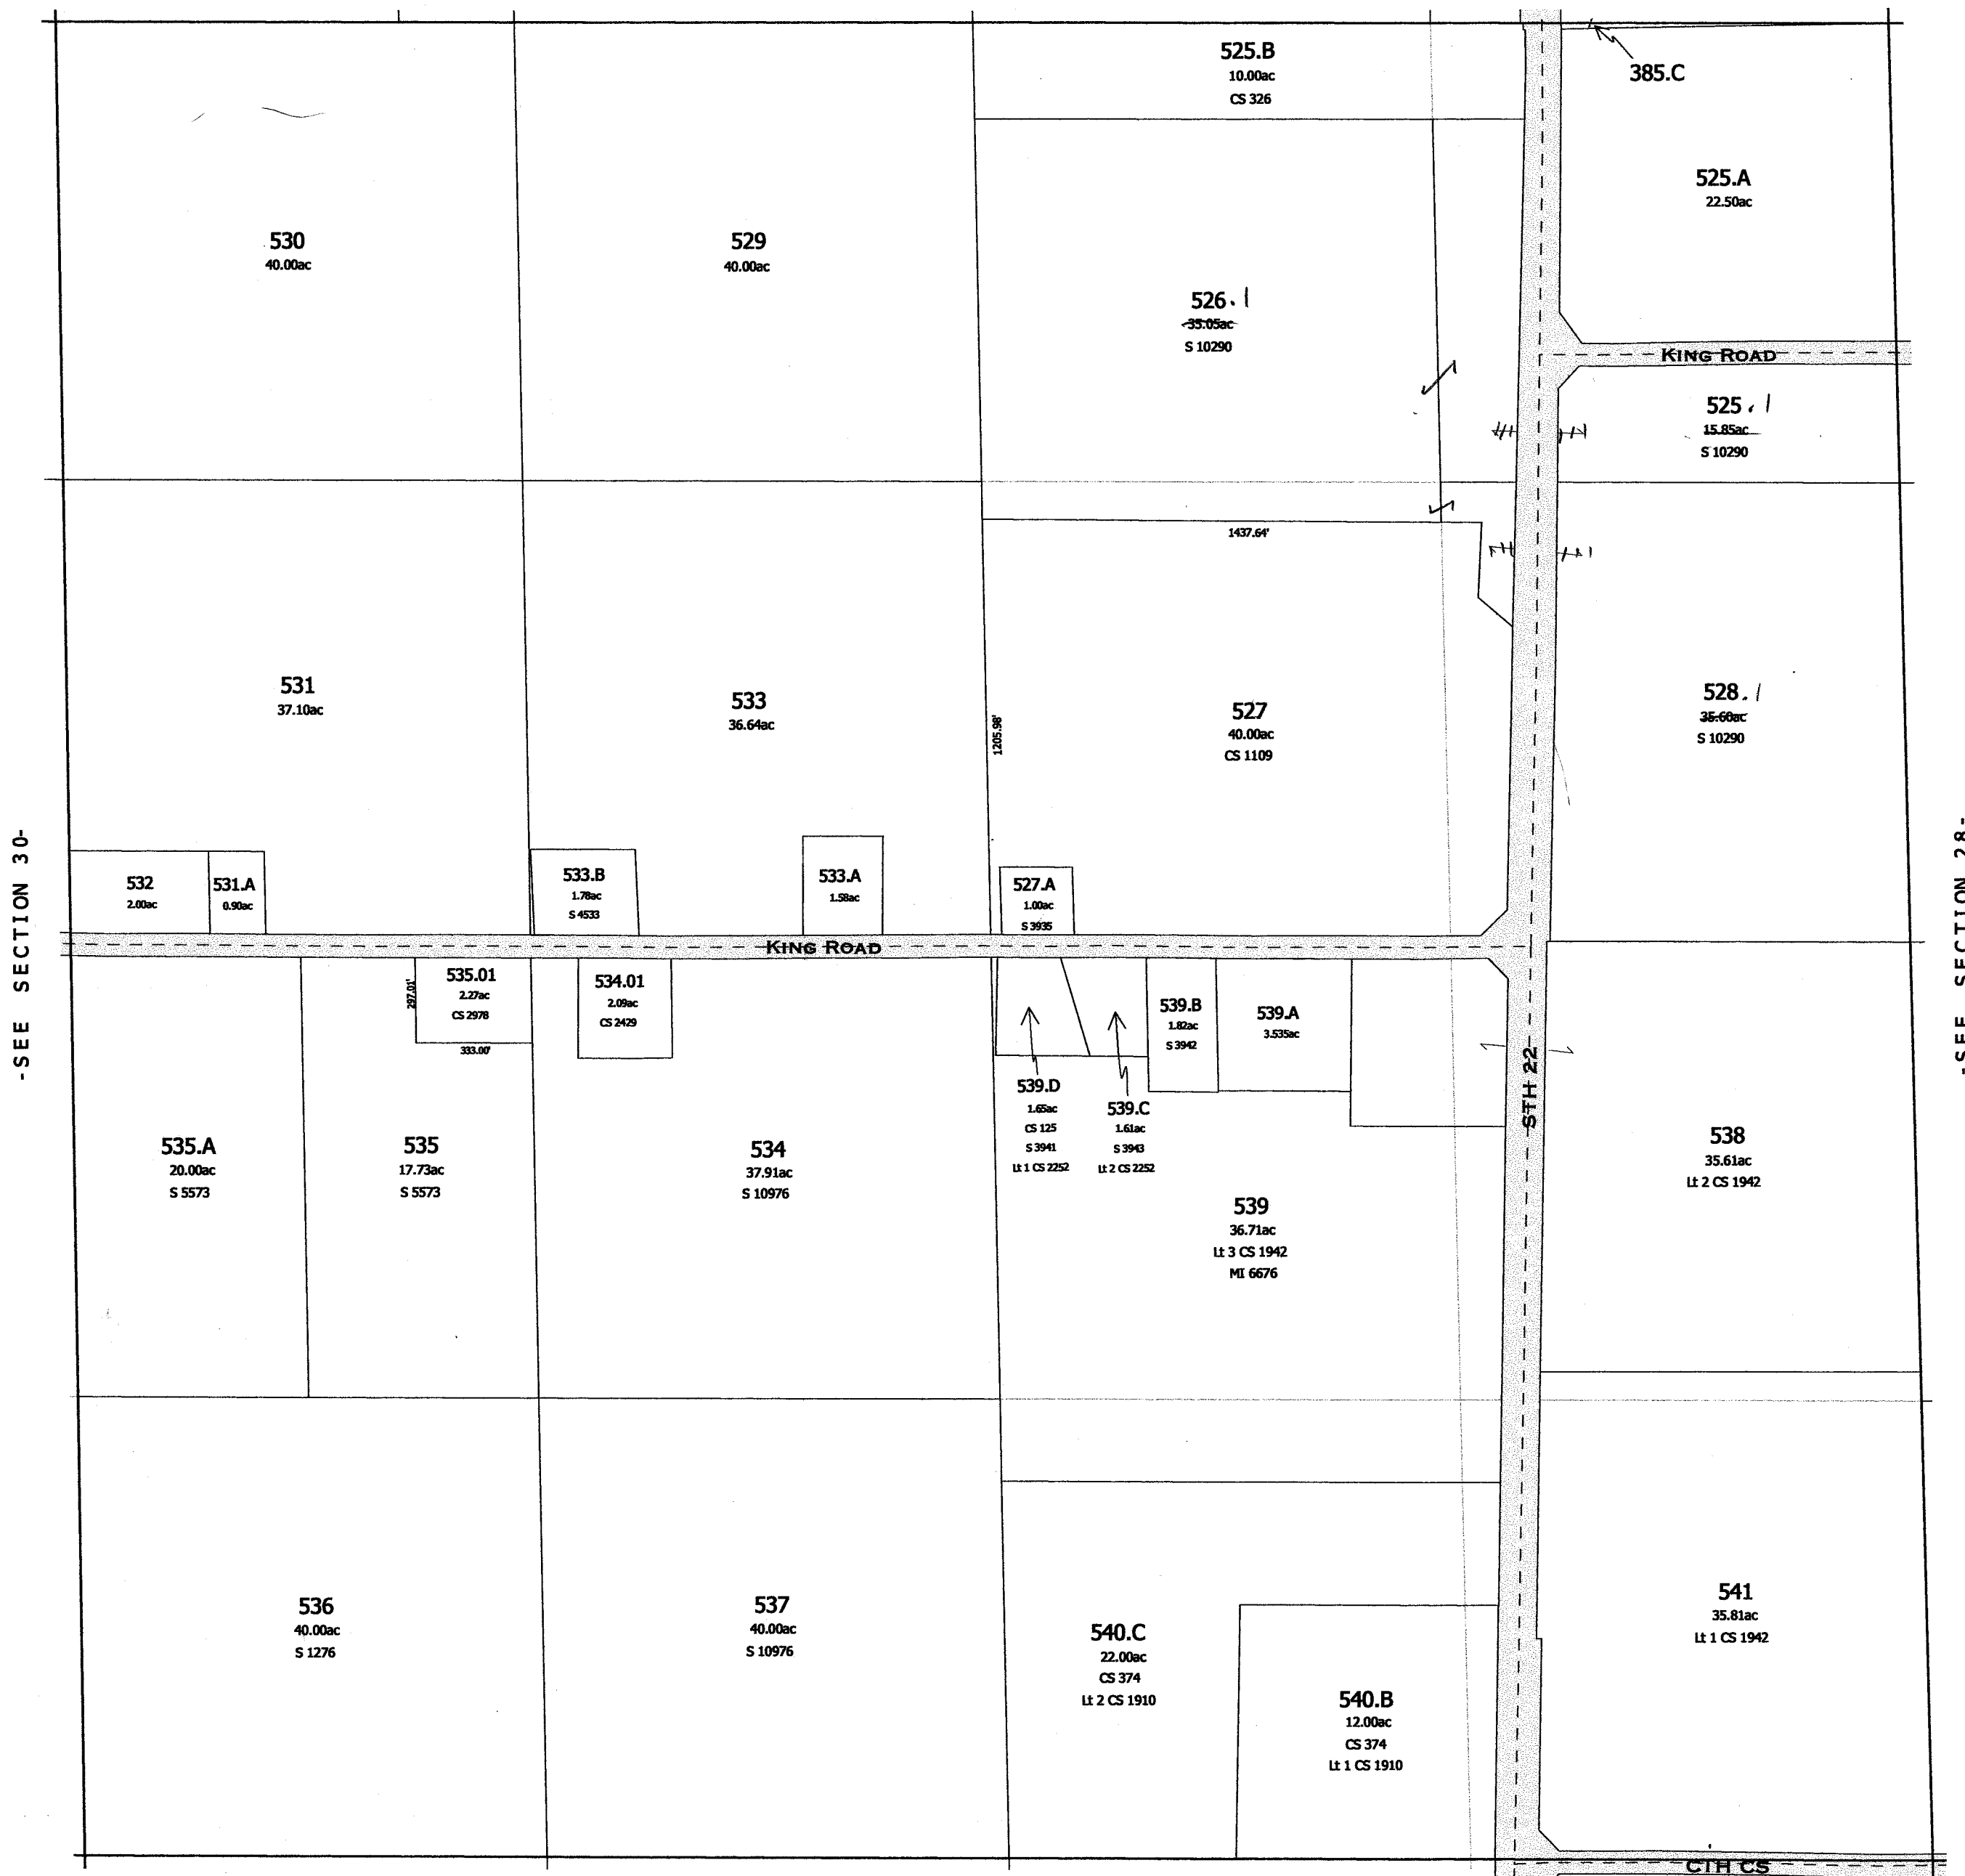 525.B
10.00ac
CS 326
385.C
525.A
22.50ac
530
40.00ac
529
40.00ac
526.1
35.05ac
S 10290
KING ROAD
525.1
15.85ac
S 10290
1437.64'
531
37.10ac
533
36.64ac
1205.98'
527
40.00ac
CS 1109
528.1
35.60ac
S 10290
-SEE SECTION 30-
-SEE SECTION 28-
532
2.00ac
531.A
0.90ac
533.B
1.78ac
S 4533
533.A
1.58ac
527.A
1.00ac
S 3935
KING ROAD
297.01'
535.01
2.27ac
CS 2978
333.00'
534.01
2.09ac
CS 2429
539.B
1.82ac
S 3942
539.A
3.535ac
STH 22
539.D
1.65ac
CS 125
S 3941
Lt 1 CS 2252
539.C
1.61ac
S 3943
Lt 2 CS 2252
535.A
20.00ac
S 5573
535
17.73ac
S 5573
534
37.91ac
S 10976
539
36.71ac
Lt 3 CS 1942
MI 6676
538
35.61ac
Lt 2 CS 1942
536
40.00ac
S 1276
537
40.00ac
S 10976
540.C
22.00ac
CS 374
Lt 2 CS 1910
540.B
12.00ac
CS 374
Lt 1 CS 1910
541
35.81ac
Lt 1 CS 1942
CTH CS